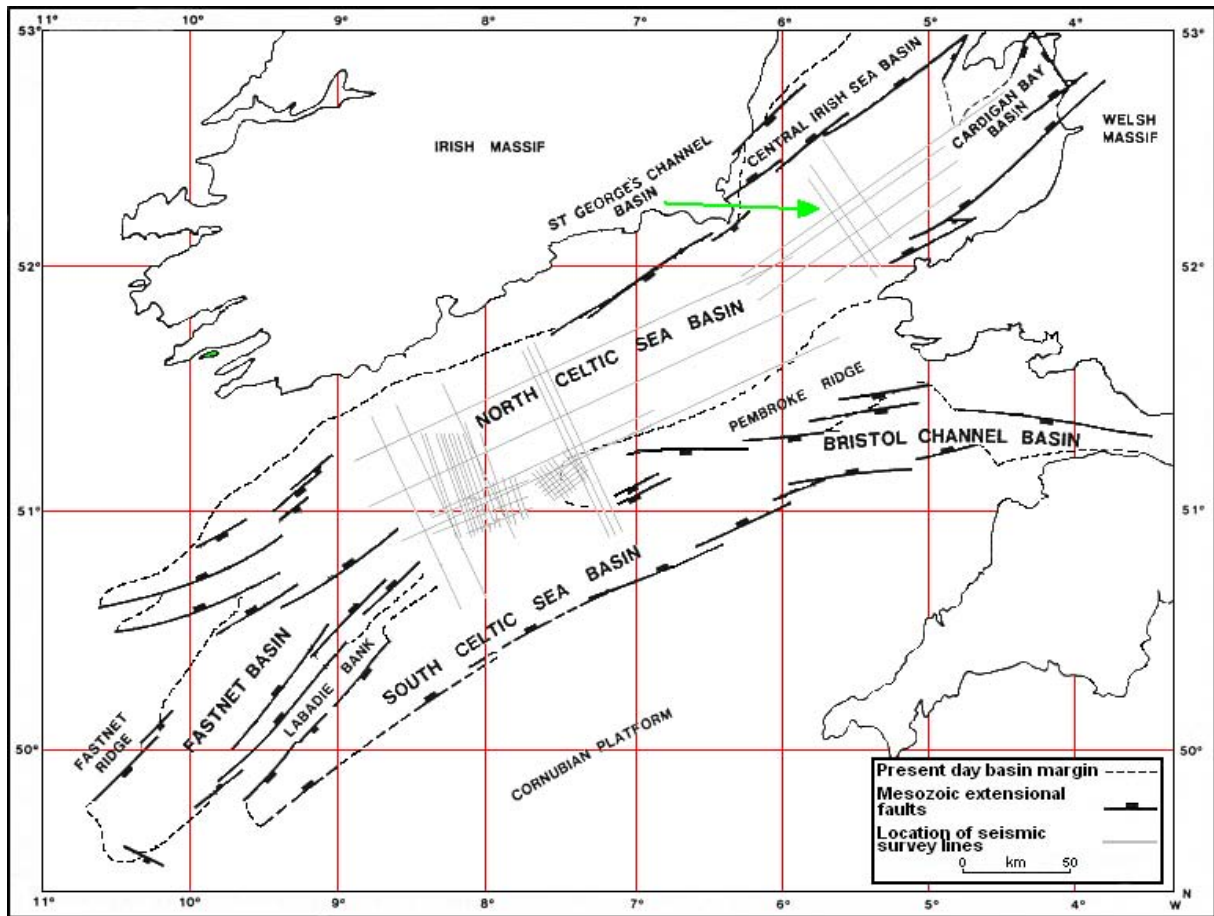 11° 10° 9° 8° 7° 6° 5° 4°
53° 53°
CENTRAL IRISH SEA BASIN
CARDIGAN BAY
BASIN
WELSH
MASSIF
IRISH MASSIF
ST GEORGES CHANNEL
BASIN
52° 52°
NORTH CELTIC SEA BASIN
PEMBROKE RIDGE
BRISTOL CHANNEL BASIN
51° 51°
SOUTH CELTIC SEA BASIN
FASTNET BASIN
LABADIE BANK
FASTNET
RIDGE
50° 50°
CORNUBIAN PLATFORM
Present day basin margin
Mesozoic extensional
faults
Location of seismic
survey lines
0 km 50
11° 10° 9° 8° 7° 6° 5° 4° W N